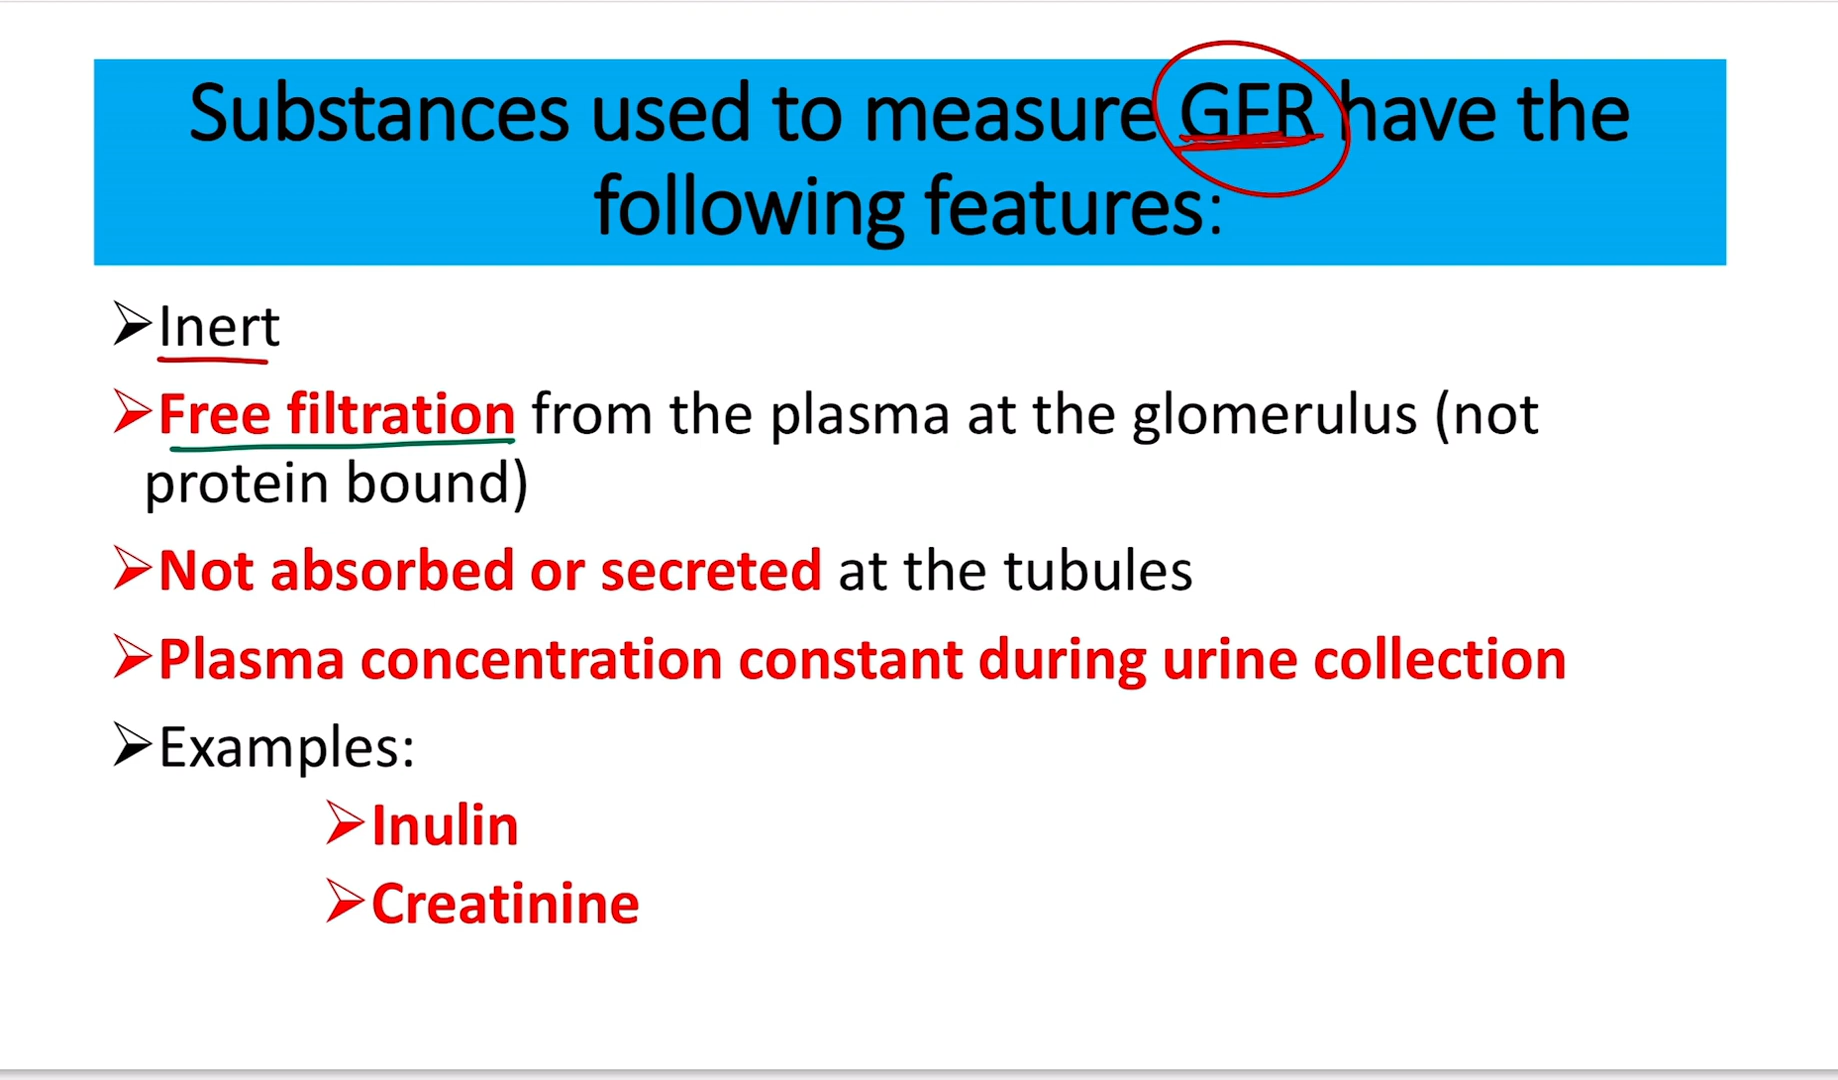 Substances used to measure GFR have the
following features:
➢Inert
➢Free filtration from the plasma at the glomerulus (not
protein bound)
➢Not absorbed or secreted at the tubules
➢Plasma concentration constant during urine collection
➢Examples:
➢Inulin
➢Creatinine